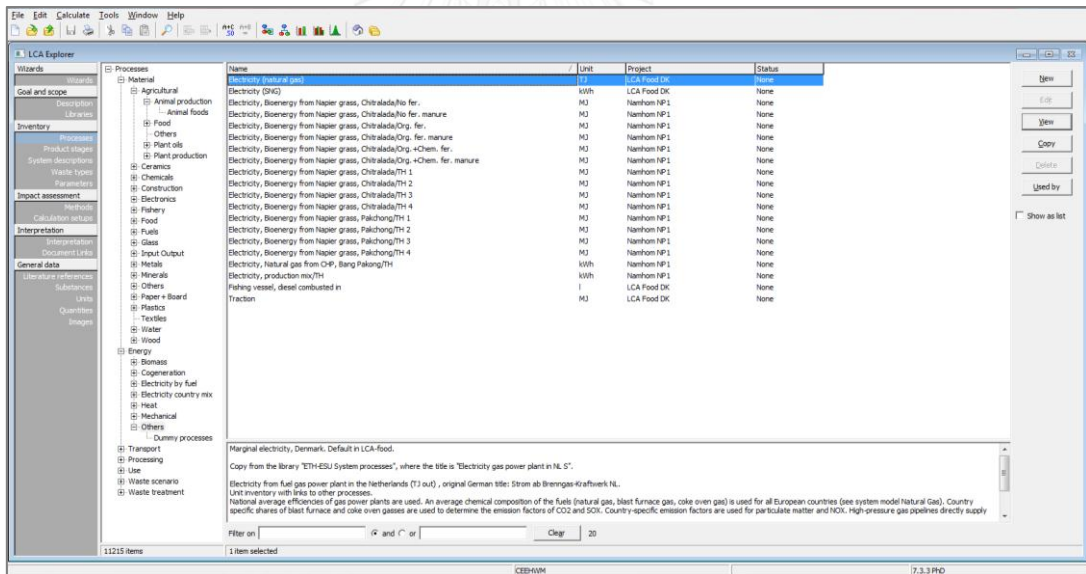 File Edit Calculate Tools Window Help
LCA Explorer
Wizards
Wizards
Goal and scope
Description
Libraries
Inventory
Processes
Product stages
System descriptions
Waste types
Parameters
Impact assessment
Methods
Calculation setups
Interpretation
Interpretation
Document Links
General data
Literature references
Substances
Units
Quantities
Images
Processes
Material
Agricultural
Animal production
Animal foods
Food
Others
Plant oils
Plant production
Ceramics
Chemicals
Construction
Electronics
Fishery
Food
Fuels
Glass
Input Output
Metals
Minerals
Others
Paper+ Board
Plastics
Textiles
Water
Wood
Energy
Biomass
Cogeneration
Electricity by fuel
Electricity country mix
Heat
Mechanical
Others
Dummy processes
Transport
Processing
Use
Waste scenario
Waste treatment
11215 items
Name / Unit Project Status
Electricity (natural gas) TJ LCA Food DK None
Electricity (SNG) kWh LCA Food DK None
Electricity, Bioenergy from Napier grass, Chitralada/No fer. MJ Namhom NP1 None
Electricity, Bioenergy from Napier grass, Chitralada/No fer. manure MJ Namhom NP1 None
Electricity, Bioenergy from Napier grass, Chitralada/Org. fer. MJ Namhom NP1 None
Electricity, Bioenergy from Napier grass, Chitralada/Org. fer. manure MJ Namhom NP1 None
Electricity, Bioenergy from Napier grass, Chitralada/Org. +Chem. fer. MJ Namhom NP1 None
Electricity, Bioenergy from Napier grass, Chitralada/Org. +Chem. fer. manure MJ Namhom NP1 None
Electricity, Bioenergy from Napier grass, Chitralada/TH 1 MJ Namhom NP1 None
Electricity, Bioenergy from Napier grass, Chitralada/TH 2 MJ Namhom NP1 None
Electricity, Bioenergy from Napier grass, Chitralada/TH 3 MJ Namhom NP1 None
Electricity, Bioenergy from Napier grass, Chitralada/TH 4 MJ Namhom NP1 None
Electricity, Bioenergy from Napier grass, Pakchong/TH 1 MJ Namhom NP1 None
Electricity, Bioenergy from Napier grass, Pakchong/TH 2 MJ Namhom NP1 None
Electricity, Bioenergy from Napier grass, Pakchong/TH 3 MJ Namhom NP1 None
Electricity, Bioenergy from Napier grass, Pakchong/TH 4 MJ Namhom NP1 None
Electricity, Natural gas from CHP, Bang Pakong/TH kWh Namhom NP1 None
Electricity, production mix/TH kWh Namhom NP1 None
Fishing vessel, diesel combusted in l LCA Food DK None
Traction MJ LCA Food DK None
Marginal electricity, Denmark. Default in LCA-food.
Copy from the library "ETH-ESU System processes", where the title is "Electricity gas power plant in NL S".
Electricity from fuel gas power plant in the Netherlands (TJ out) , original German title: Strom ab Brenngas-Kraftwerk NL.
Unit inventory with links to other processes.
National average efficiencies of gas power plants are used. An average chemical composition of the fuels (natural gas, blast furnace gas, coke oven gas) is used for all European countries (see system model Natural Gas). Country
specific shares of blast furnace and coke oven gasses are used to determine the emission factors of CO2 and SOX. Country-specific emission factors are used for particulate matter and NOX. High-pressure gas pipelines directly supply
Filter on and or Clear 20
1 item selected
New
Edit
View
Copy
Delete
Used by
Show as list
CEEHWM 7.3.3 PhD